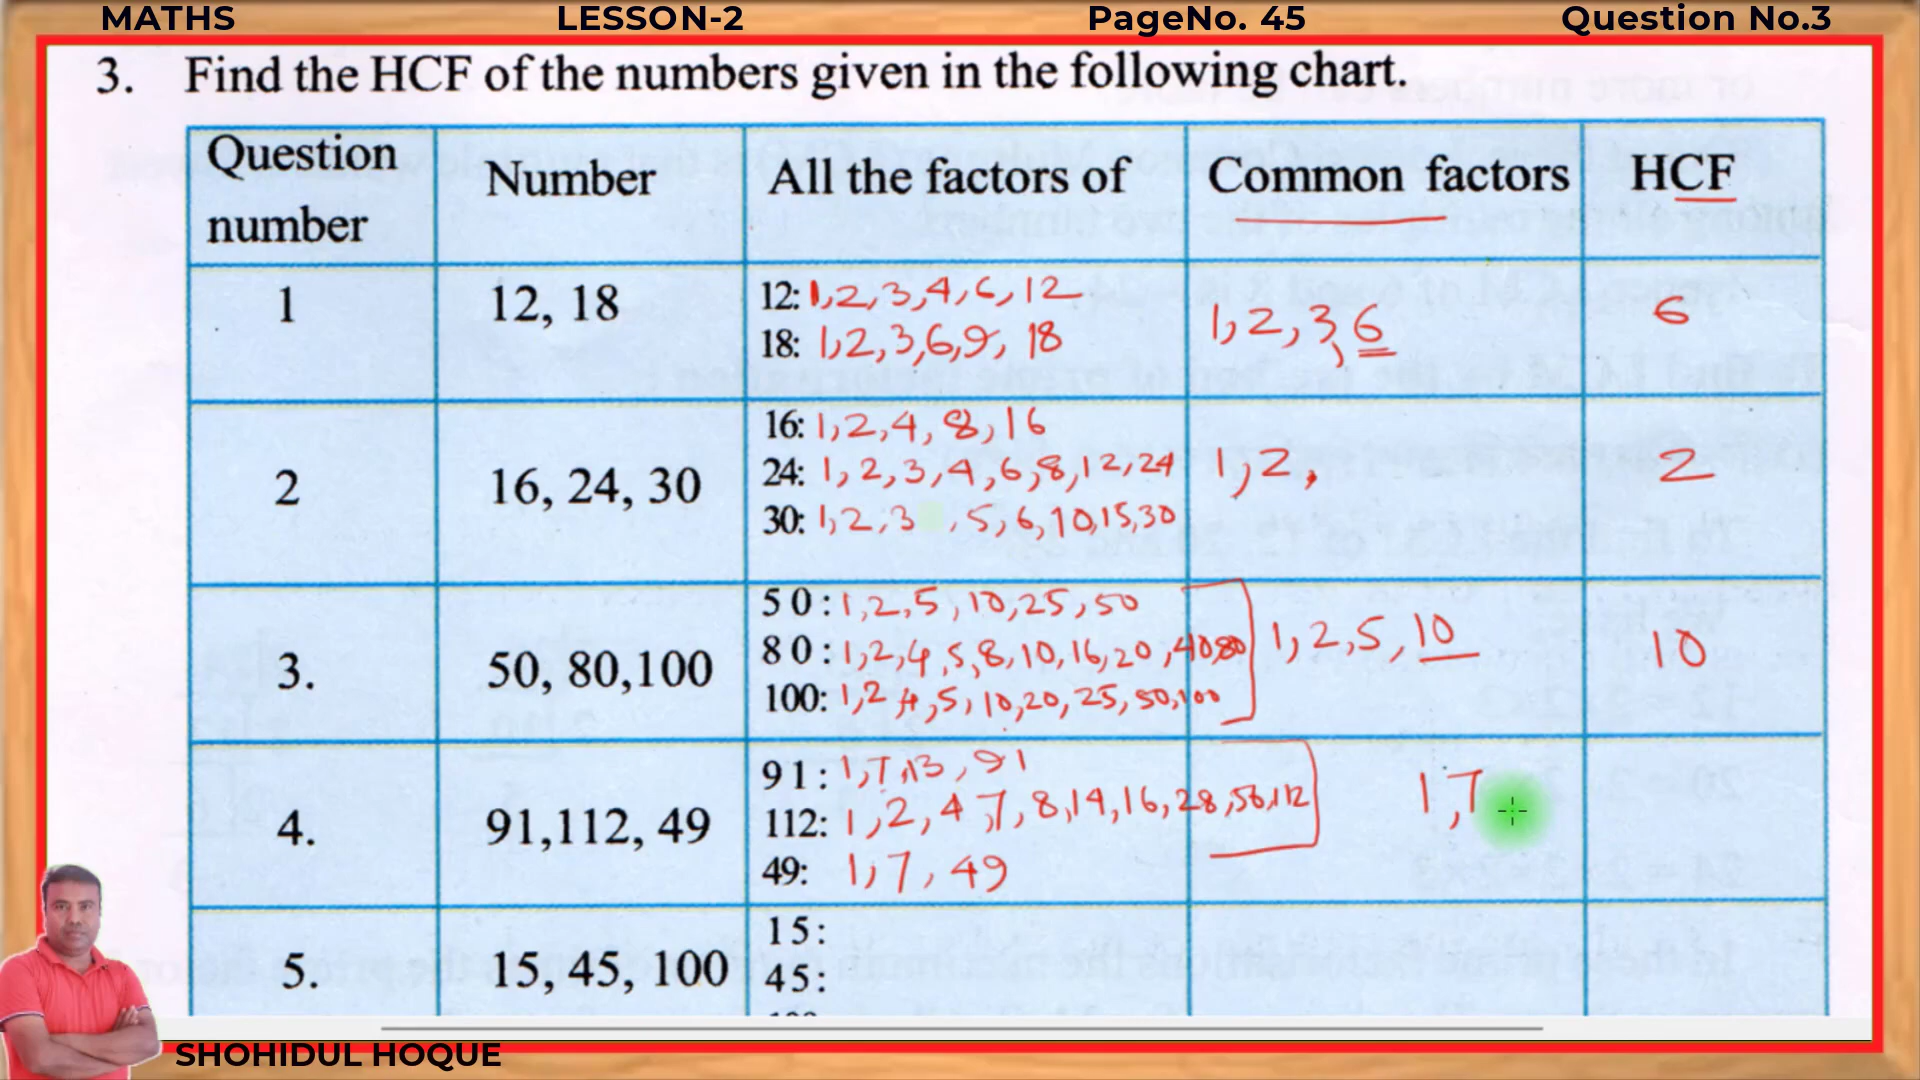 MATHS LESSON-2 PageNo. 45 Question No.3
3. Find the HCF of the numbers given in the following chart.
Question number Number All the factors of Common factors HCF
1 12, 18 12: 1,2,3,4,6,12 1,2,3,6 6
18: 1,2,3,6,9, 18
2 16, 24, 30 16: 1,2,4,8,16 1,2, 2
24: 1,2,3,4,6,8,12,24
30: 1,2,3,5,6,10,15,30
3. 50, 80,100 50: 1,2,5,10,25,50 1,2,5,10 10
80: 1,2,4,5,8,10,16,20,40,80
100: 1,2 4,5,10,20,25,50,100
4. 91,112, 49 91: 1,7,13,91 1,7
112: 1,2,4,7,8,14,16,28,56,112
49: 1,7,49
5. 15, 45, 100 15:
45:
SHOHIDUL HOQUE